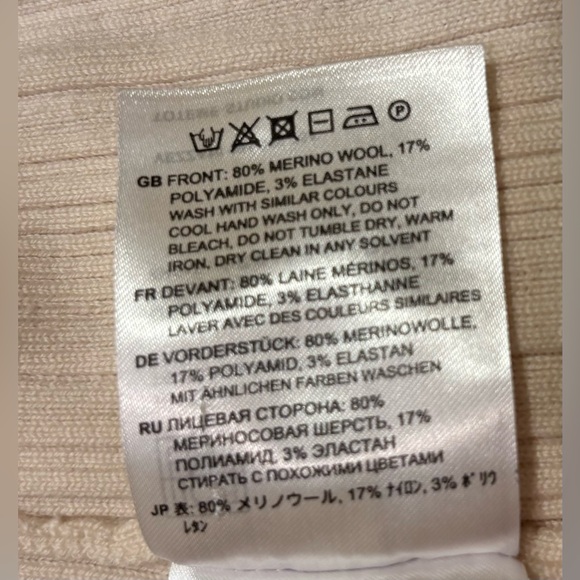 P
GB FRONT: 80% MERINO WOOL, 17%
POLYAMIDE, 3% ELASTANE
WASH WITH SIMILAR COLOURS
COOL HAND WASH ONLY, DO NOT
BLEACH, DO NOT TUMBLE DRY, WARM
IRON, DRY CLEAN IN ANY SOLVENT
FR DEVANT: 80% LAINE MÉRINOS, 17%
POLYAMIDE, 3% ELASTHANNE
LAVER AVEC DES COULEURS SIMILAIRES
DE VORDERSTÜCK: 80% MERINOWOLLE,
17% POLYAMID, 3% ELASTAN
MIT ÄHNLICHEN FARBEN WASCHEN
RU ЛИЦЕВАЯ СТОРОНА: 80%
МЕРИНОСОВАЯ ШЕРСТЬ, 17%
ПОЛИАМИД, 3% ЭЛАСТАН
СТИРАТЬ С ПОХОЖИМИ ЦВЕТАМИ
JP 表: 80% メリノウール, 17% ﾅｲﾛﾝ, 3% ﾎﾟﾘｳ
ﾚﾀﾝ